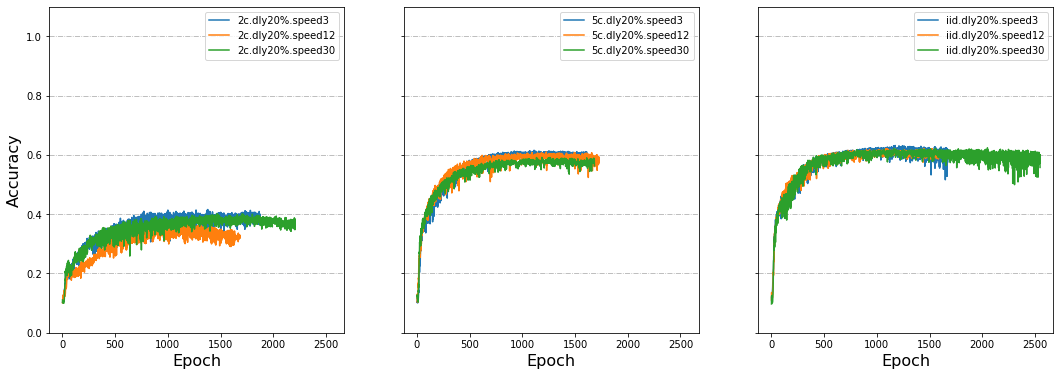 2c.dly20%.speed3
2c.dly20%.speed12
2c.dly20%.speed30
5c.dly20%.speed3
5c.dly20%.speed12
5c.dly20%.speed30
iid.dly20%.speed3
iid.dly20%.speed12
iid.dly20%.speed30
Accuracy
1.0
0.8
0.6
0.4
0.2
0.0
0 500 1000 1500 2000 2500
0 500 1000 1500 2000 2500
0 500 1000 1500 2000 2500
Epoch
Epoch
Epoch